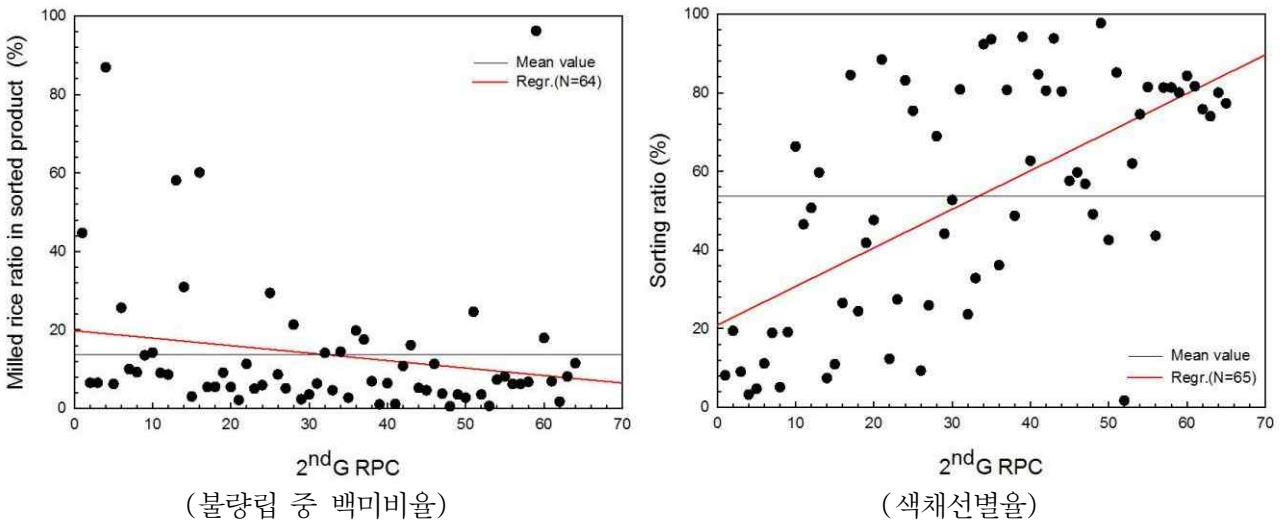 Milled rice ratio in sorted product (%)
100
80
60
40
20
0
Mean value
Regr.(N=64)
0 10 20 30 40 50 60 70
2ndG RPC
(불량립 중 백미비율)
Sorting ratio (%)
100
80
60
40
20
0
Mean value
Regr.(N=65)
0 10 20 30 40 50 60 70
2ndG RPC
(색채선별율)